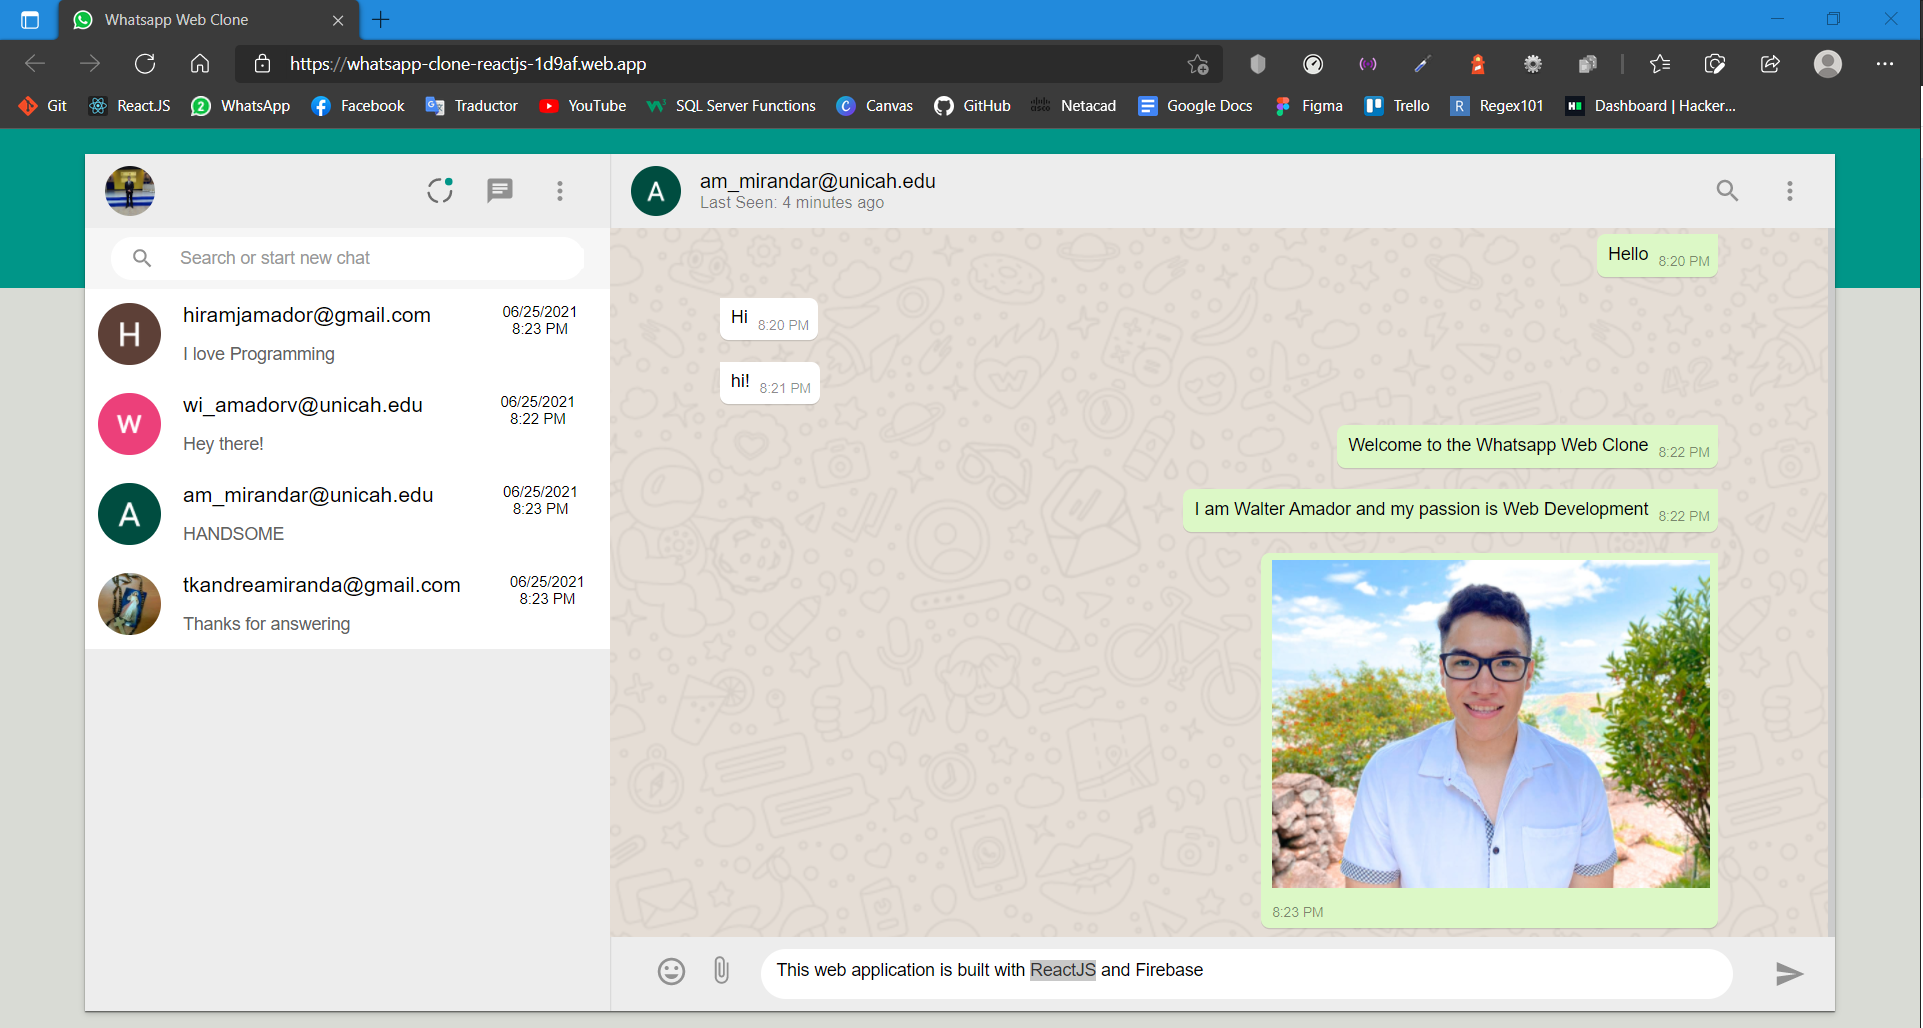 Whatsapp Web Clone
https://whatsapp-clone-reactjs-1d9af.web.app
Git ReactJS 2 WhatsApp Facebook Traductor YouTube SQL Server Functions Canvas GitHub Netacad Google Docs Figma Trello R Regex101 Dashboard | Hacker...
A am_mirandar@unicah.edu
Last Seen: 4 minutes ago
Search or start new chat
H hiramjamador@gmail.com 06/25/2021
8:23 PM
I love Programming
W wi_amadorv@unicah.edu 06/25/2021
8:22 PM
Hey there!
A am_mirandar@unicah.edu 06/25/2021
8:23 PM
HANDSOME
tkandreamiranda@gmail.com 06/25/2021
8:23 PM
Thanks for answering
Hello 8:20 PM
Hi 8:20 PM
hi! 8:21 PM
Welcome to the Whatsapp Web Clone 8:22 PM
I am Walter Amador and my passion is Web Development 8:22 PM
8:23 PM
This web application is built with ReactJS and Firebase